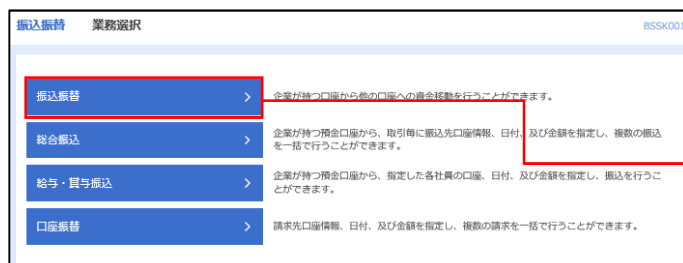 振込振替 業務選択 BSSK001
振込振替
企業が持つ口座から他の口座への資金移動を行うことができます。
総合振込
企業が持つ預金口座から、取引毎に振込先口座情報、日付、及び金額を指定し、複数の振込
を一括で行うことができます。
給与・賞与振込
企業が持つ預金口座から、指定した各社員の口座、日付、及び金額を指定し、振込を行うこ
とができます。
口座振替
請求先口座情報、日付、及び金額を指定し、複数の請求を一括で行うことができます。